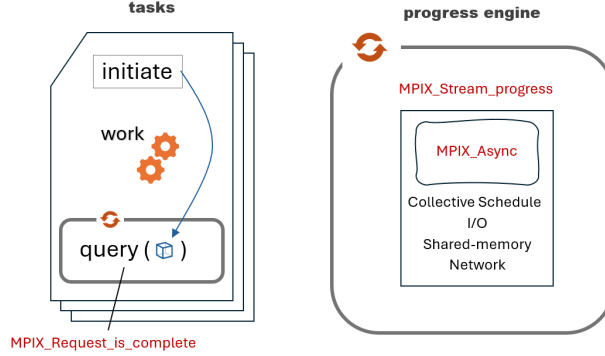 tasks
initiate
work
query ( )
MPIX_Request_is_complete
progress engine
MPIX_Stream_progress
MPIX_Async
Collective Schedule
I/O
Shared-memory
Network